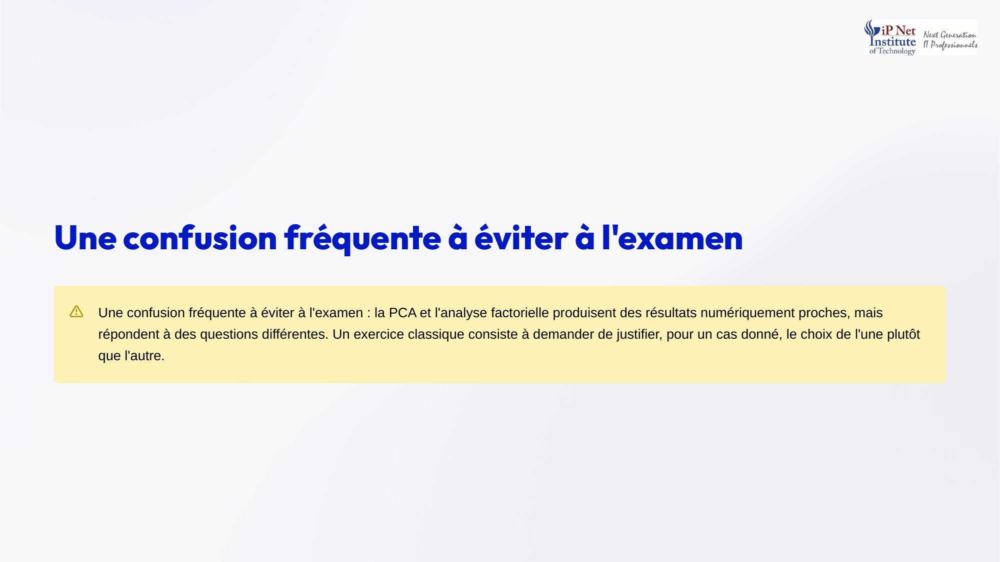 iP Net
Institute
of Technology
Next Generation
IT Professionnels
Une confusion fréquente à éviter à l'examen
Une confusion fréquente à éviter à l'examen : la PCA et l'analyse factorielle produisent des résultats numériquement proches, mais
répondent à des questions différentes. Un exercice classique consiste à demander de justifier, pour un cas donné, le choix de l'une plutôt
que l'autre.